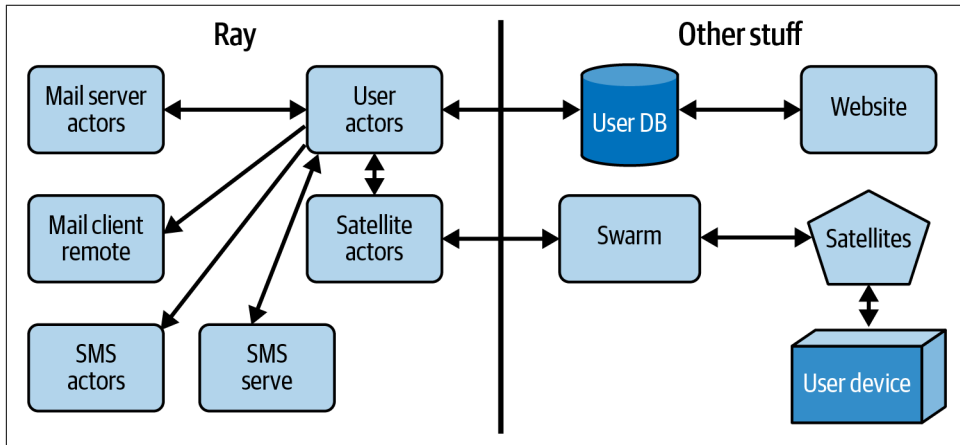 Ray
Other stuff
Mail server
actors
User
actors
User DB
Website
Mail client
remote
Satellite
actors
Swarm
Satellites
SMS
actors
SMS
serve
User device